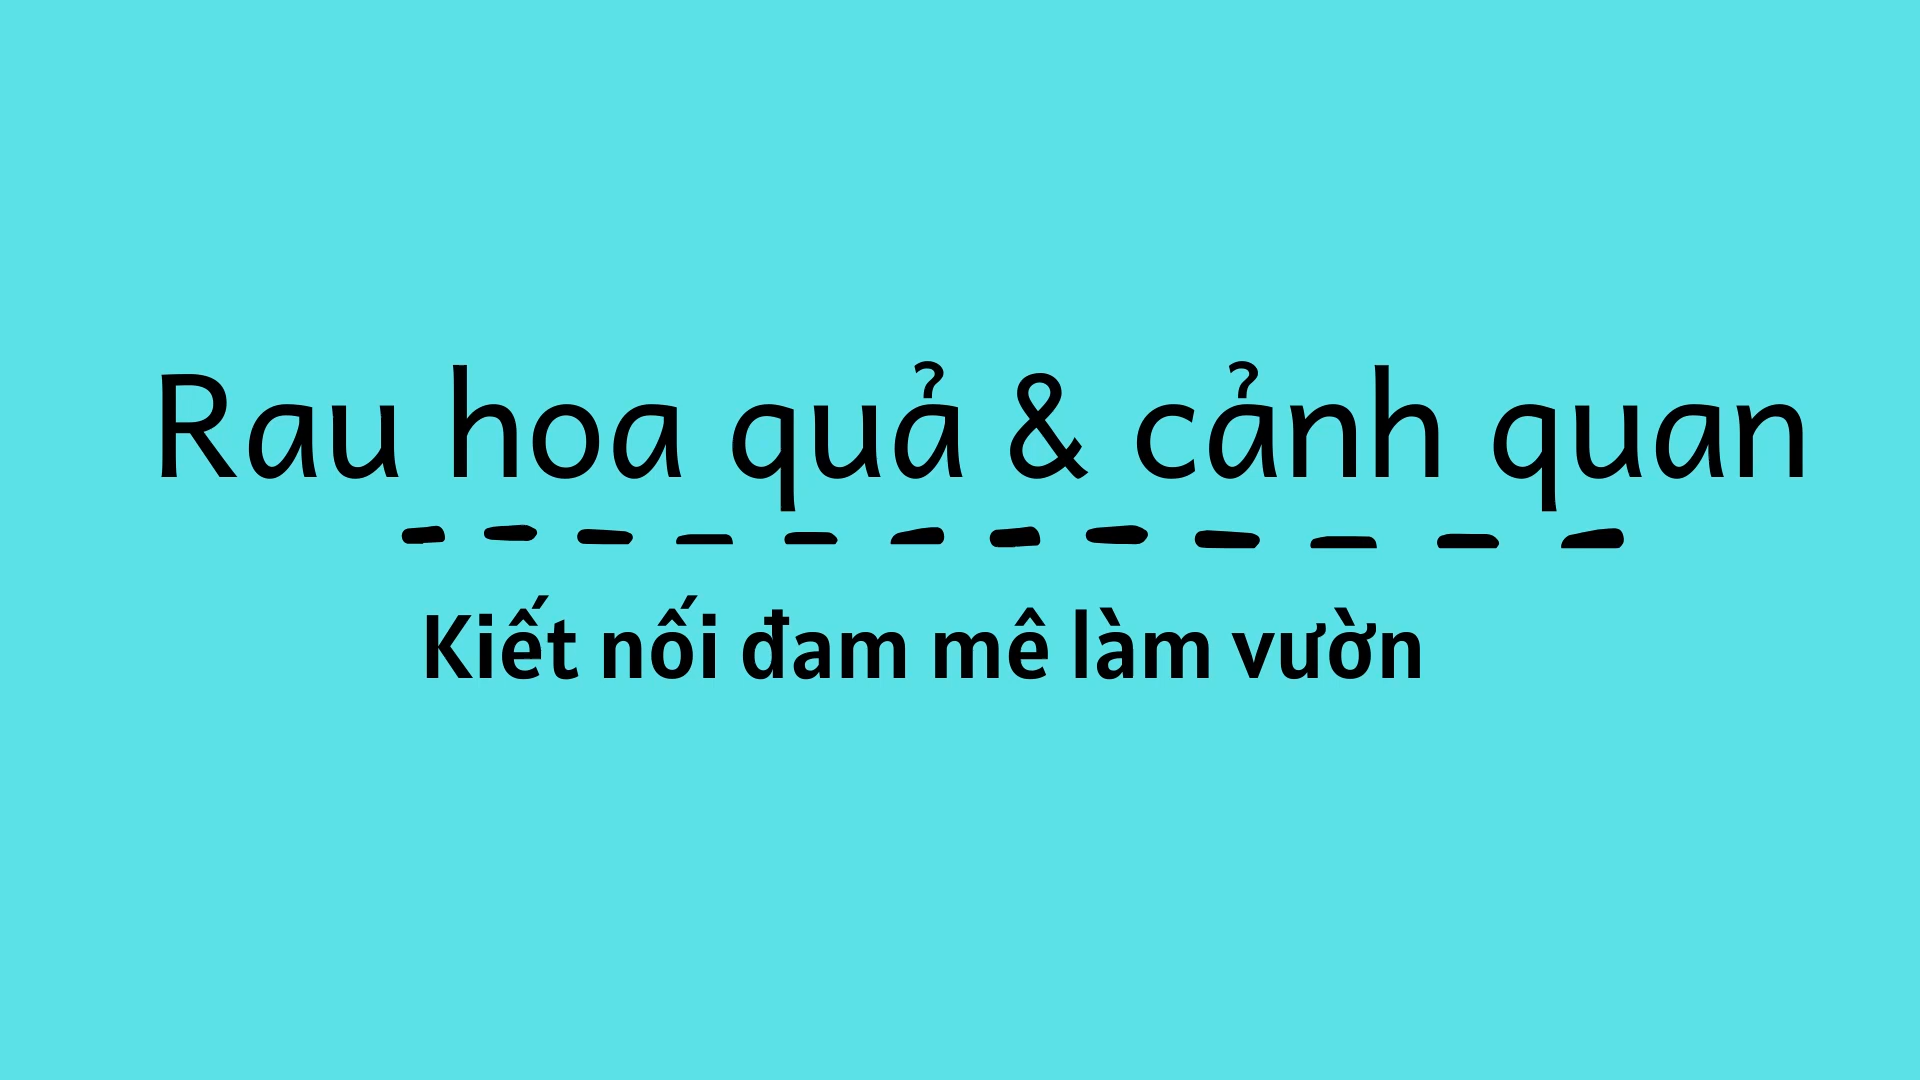 Rau hoa quả & cảnh quan
Kiết nối đam mê làm vườn